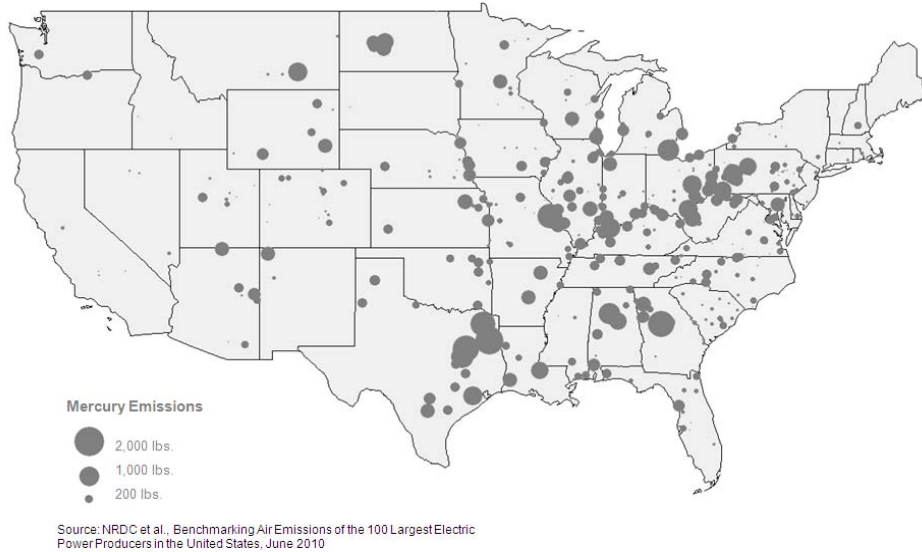 Mercury Emissions
2,000 lbs.
1,000 lbs.
200 lbs.
Source: NRDC et al., Benchmarking Air Emissions of the 100 Largest Electric
Power Producers in the United States, June 2010